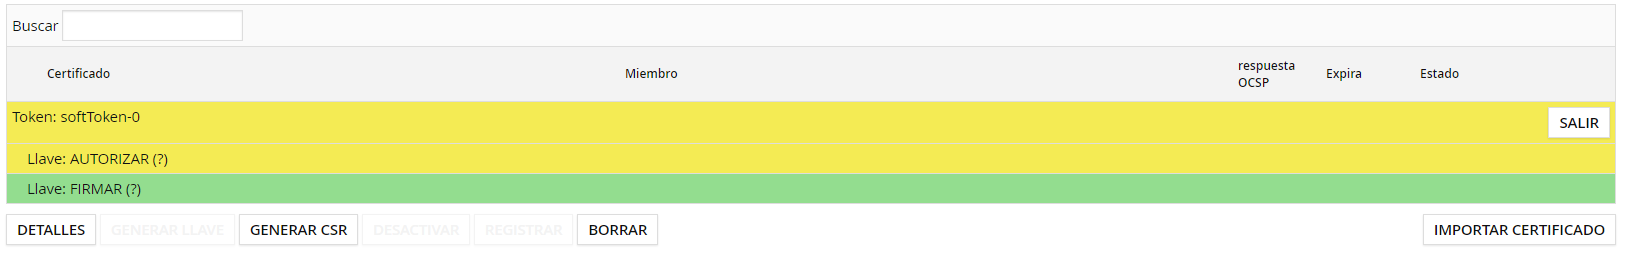 Buscar
Certificado Miembro respuesta OCSP Expira Estado
Token: softToken-0 SALIR
Llave: AUTORIZAR (?)
Llave: FIRMAR (?)
DETALLES GENERAR LLAVE GENERAR CSR DESACTIVAR REGISTRAR BORRAR IMPORTAR CERTIFICADO